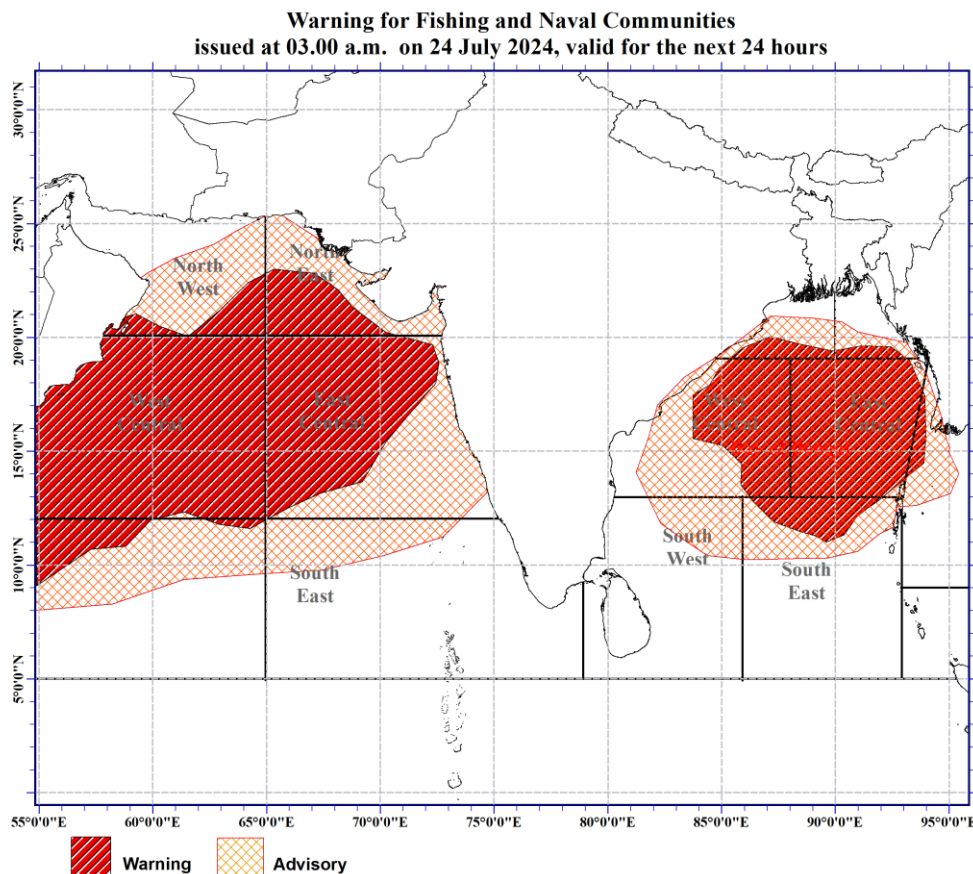 Warning for Fishing and Naval Communities
issued at 03.00 a.m. on 24 July 2024, valid for the next 24 hours
30°0'0"N
25°0'0"N
20°0'0"N
15°0'0"N
10°0'0"N
5°0'0"N
North
West
North
East
West
Central
East
Central
South
East
West
Central
East
Central
South
West
South
East
55°0'0"E
60°0'0"E
65°0'0"E
70°0'0"E
75°0'0"E
80°0'0"E
85°0'0"E
90°0'0"E
95°0'0"E
Warning
Advisory